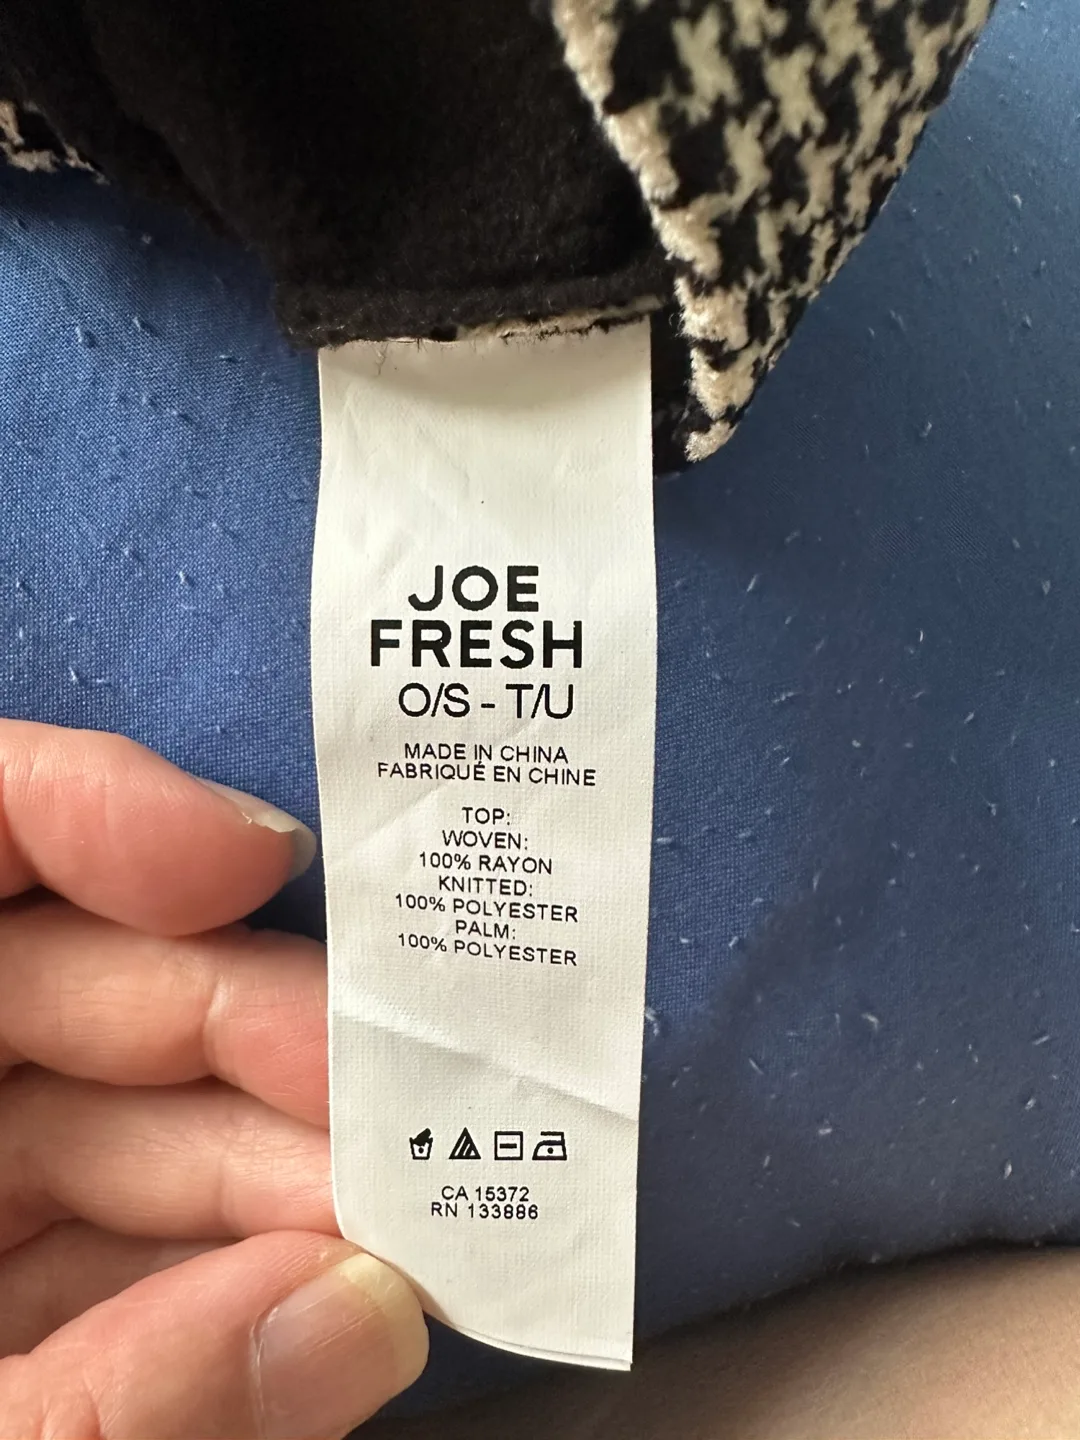 JOE
FRESH
O/S - T/U
MADE IN CHINA
FABRIQUÉ EN CHINE
TOP:
WOVEN:
100% RAYON
KNITTED:
100% POLYESTER
PALM:
100% POLYESTER
CA 15372
RN 133886